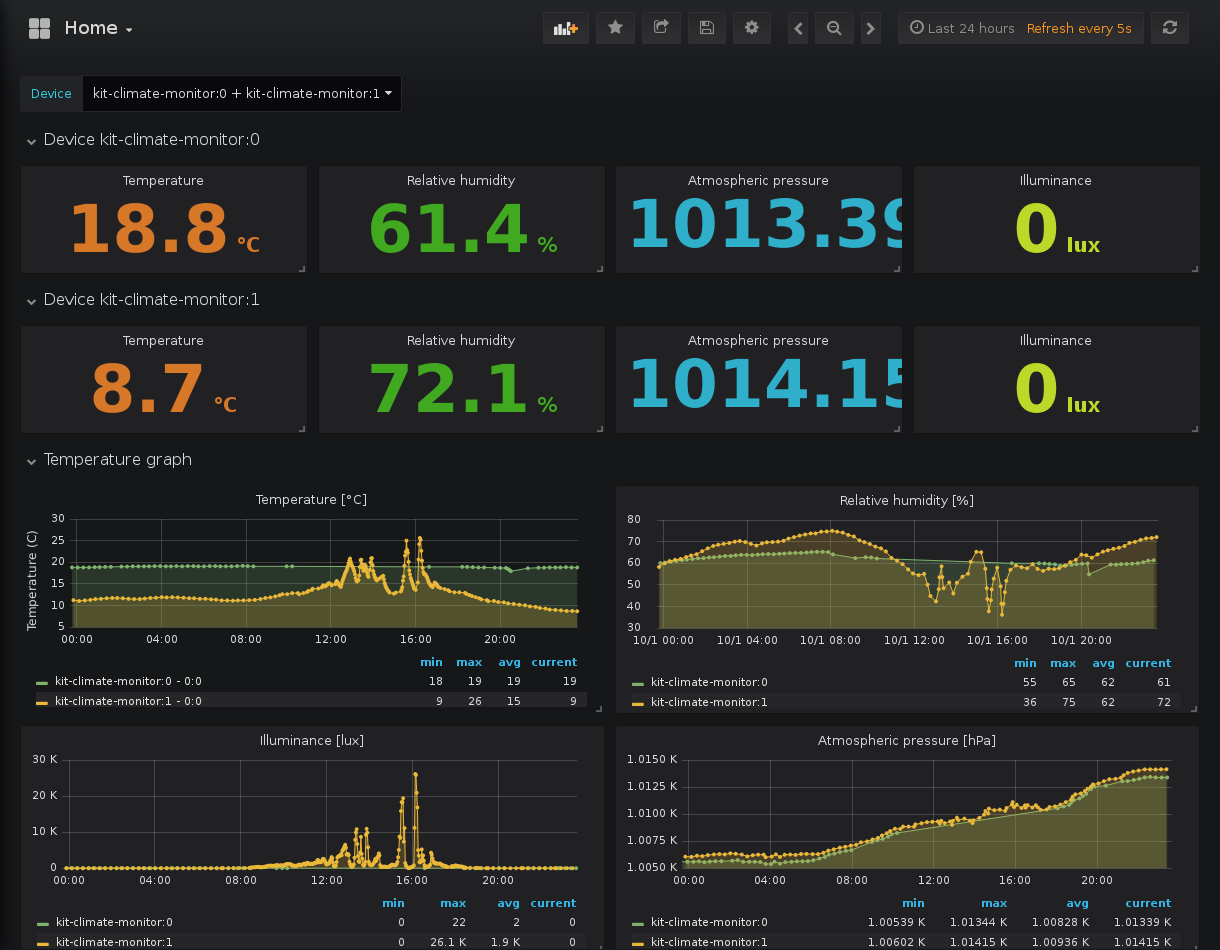 Home
Last 24 hours Refresh every 5s
Device kit-climate-monitor:0 + kit-climate-monitor:1
Device kit-climate-monitor:0
Temperature Relative humidity Atmospheric pressure Illuminance
18.8 °C 61.4 % 1013.39 0 lux
Device kit-climate-monitor:1
Temperature Relative humidity Atmospheric pressure Illuminance
8.7 °C 72.1 % 1014.15 0 lux
Temperature graph
Temperature [°C]
Temperature (C)
30
25
20
15
10
5
00:00 04:00 08:00 12:00 16:00 20:00
min max avg current
kit-climate-monitor:0 - 0:0 18 19 19 19
kit-climate-monitor:1 - 0:0 9 26 15 9
Relative humidity [%]
80
70
60
50
40
30
10/1 00:00 10/1 04:00 10/1 08:00 10/1 12:00 10/1 16:00 10/1 20:00
min max avg current
kit-climate-monitor:0 55 65 62 61
kit-climate-monitor:1 36 75 62 72
Illuminance [lux]
30 K
20 K
10 K
0
00:00 04:00 08:00 12:00 16:00 20:00
min max avg current
kit-climate-monitor:0 0 22 2 0
kit-climate-monitor:1 0 26.1 K 1.9 K 0
Atmospheric pressure [hPa]
1.0150 K
1.0125 K
1.0100 K
1.0075 K
1.0050 K
00:00 04:00 08:00 12:00 16:00 20:00
min max avg current
kit-climate-monitor:0 1.00539 K 1.01344 K 1.00828 K 1.01339 K
kit-climate-monitor:1 1.00602 K 1.01415 K 1.00936 K 1.01415 K